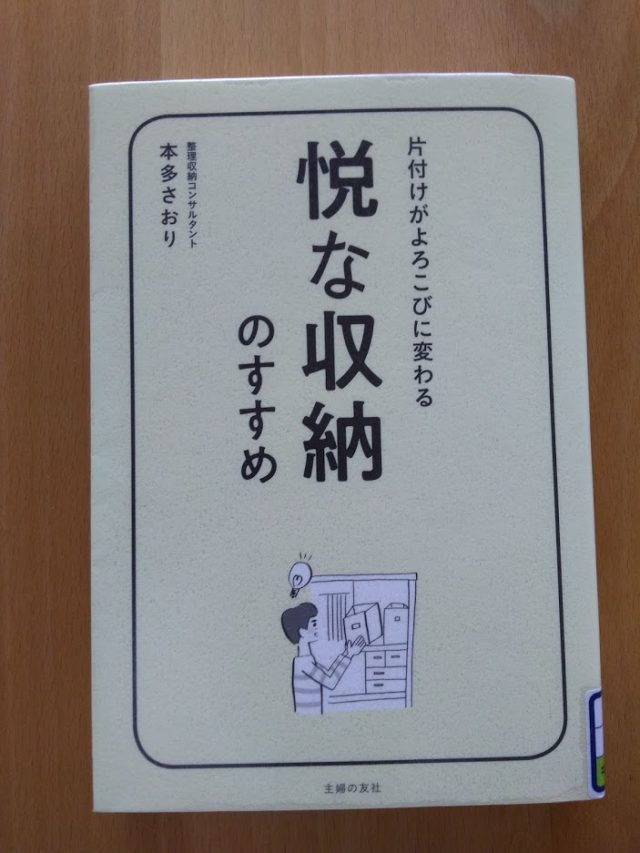 片付けがよろこびに変わる
悦な収納
のすすめ
整理収納コンサルタント
本多さおり
主婦の友社